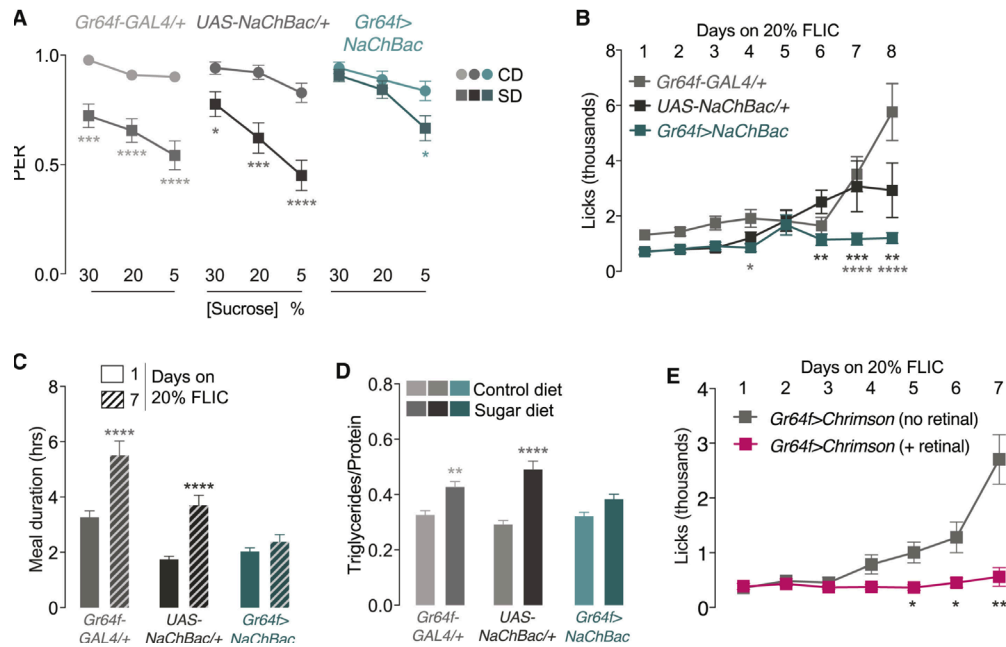 A
Gr64f-GAL4/+ UAS-NaChBac/+ Gr64f>
NaChBac
1.0
CD
SD
*
***
****
****
***
****
*
0.5
PER
0.0
30 20 5 30 20 5 30 20 5
[Sucrose] %
B
Days on 20% FLIC
1 2 3 4 5 6 7 8
8
Gr64f-GAL4/+
UAS-NaChBac/+
Gr64f>NaChBac
6
4
2
0
Licks (thousands)
** *** **
* **** ****
C
8
1 Days on
7 20% FLIC
6
4
2
0
Meal duration (hrs)
****
****
Gr64f-
GAL4/+
UAS-
NaChBac/+
Gr64f>
NaChBac
D
0.8
Control diet
Sugar diet
0.6
0.4
0.2
0.0
Triglycerides/Protein
**
****
Gr64f-
GAL4/+
UAS-
NaChBac/+
Gr64f>
NaChBac
E
Days on 20% FLIC
1 2 3 4 5 6 7
4
Gr64f>Chrimson (no retinal)
Gr64f>Chrimson (+ retinal)
3
2
1
0
Licks (thousands)
* * **